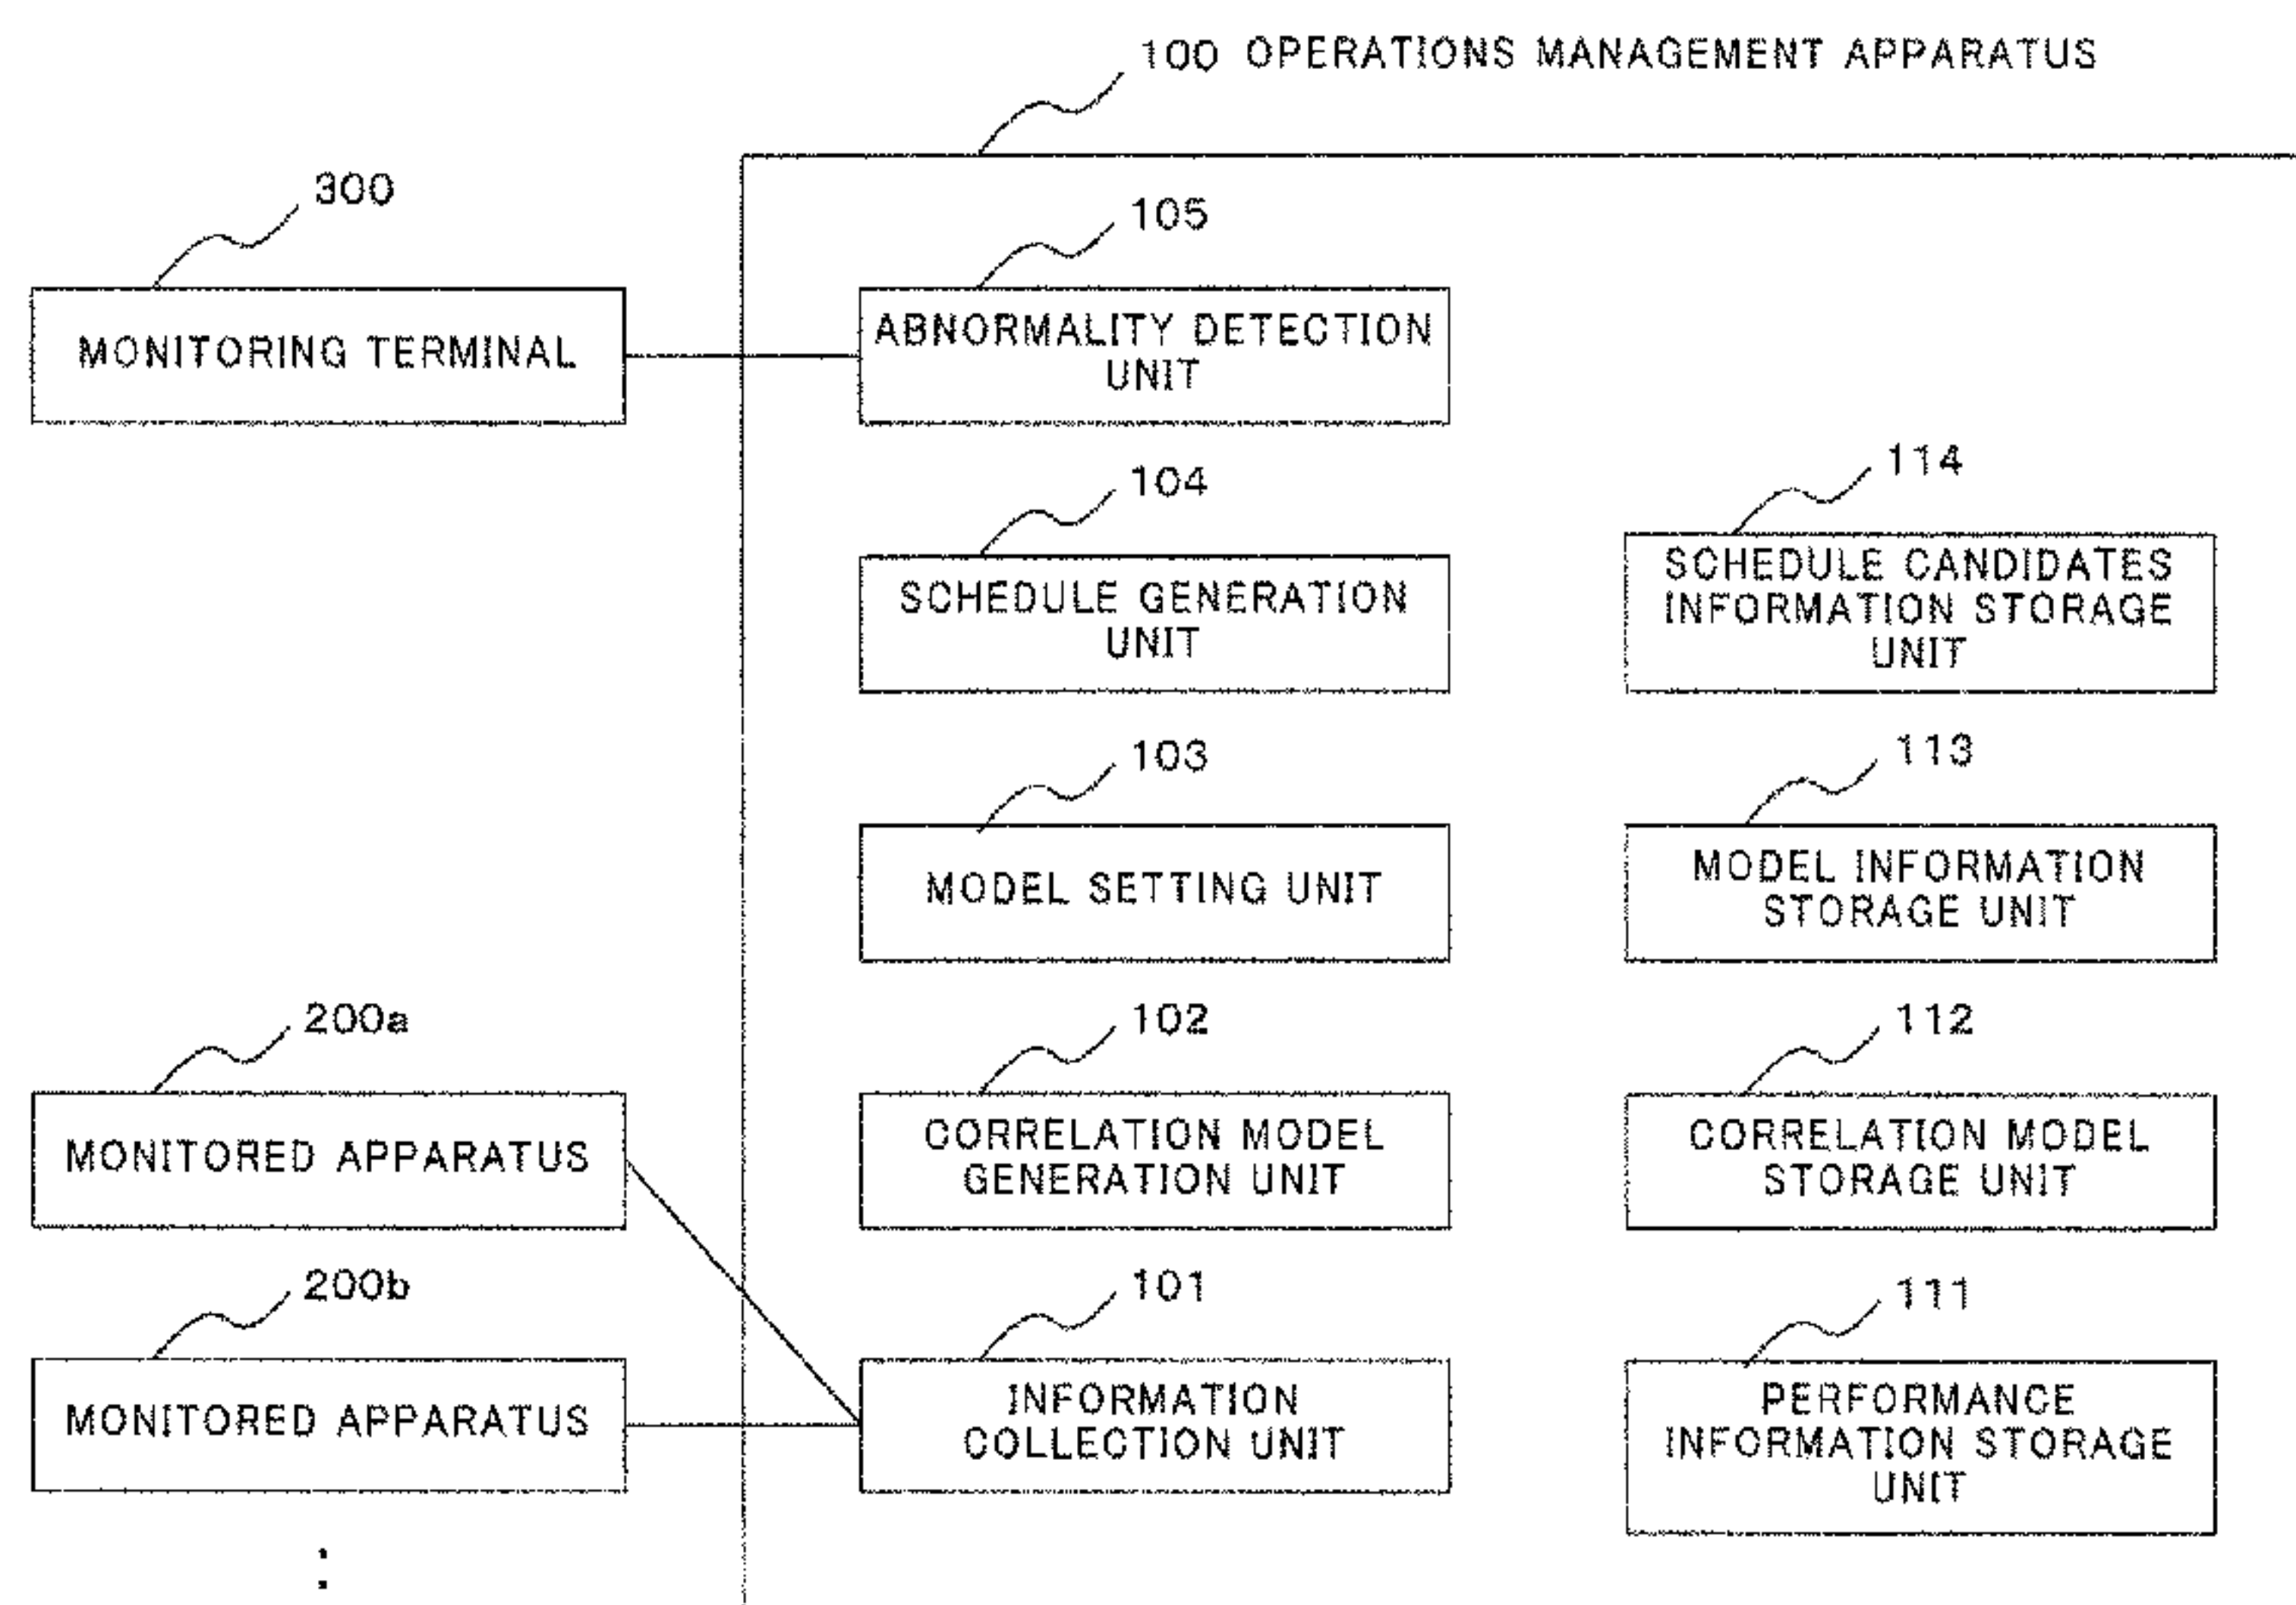 100 OPERATIONS MANAGEMENT APPARATUS
300
105
MONITORING TERMINAL
ABNORMALITY DETECTION
UNIT
104
114
SCHEDULE GENERATION
UNIT
SCHEDULE CANDIDATES
INFORMATION STORAGE
UNIT
103
113
MODEL SETTING UNIT
MODEL INFORMATION
STORAGE UNIT
200a
102
112
MONITORED APPARATUS
CORRELATION MODEL
GENERATION UNIT
CORRELATION MODEL
STORAGE UNIT
200b
101
111
MONITORED APPARATUS
INFORMATION
COLLECTION UNIT
PERFORMANCE
INFORMATION STORAGE
UNIT